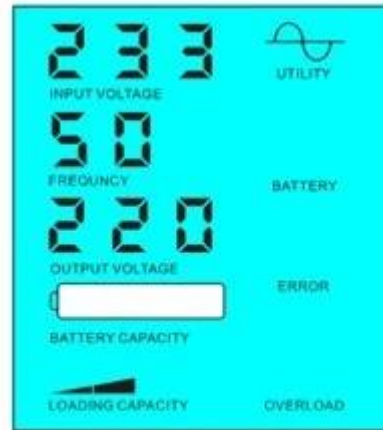 233
UTILITY
INPUT VOLTAGE
50
FREQUNCY
BATTERY
220
OUTPUT VOLTAGE
ERROR
BATTERY CAPACITY
LOADING CAPACITY
OVERLOAD